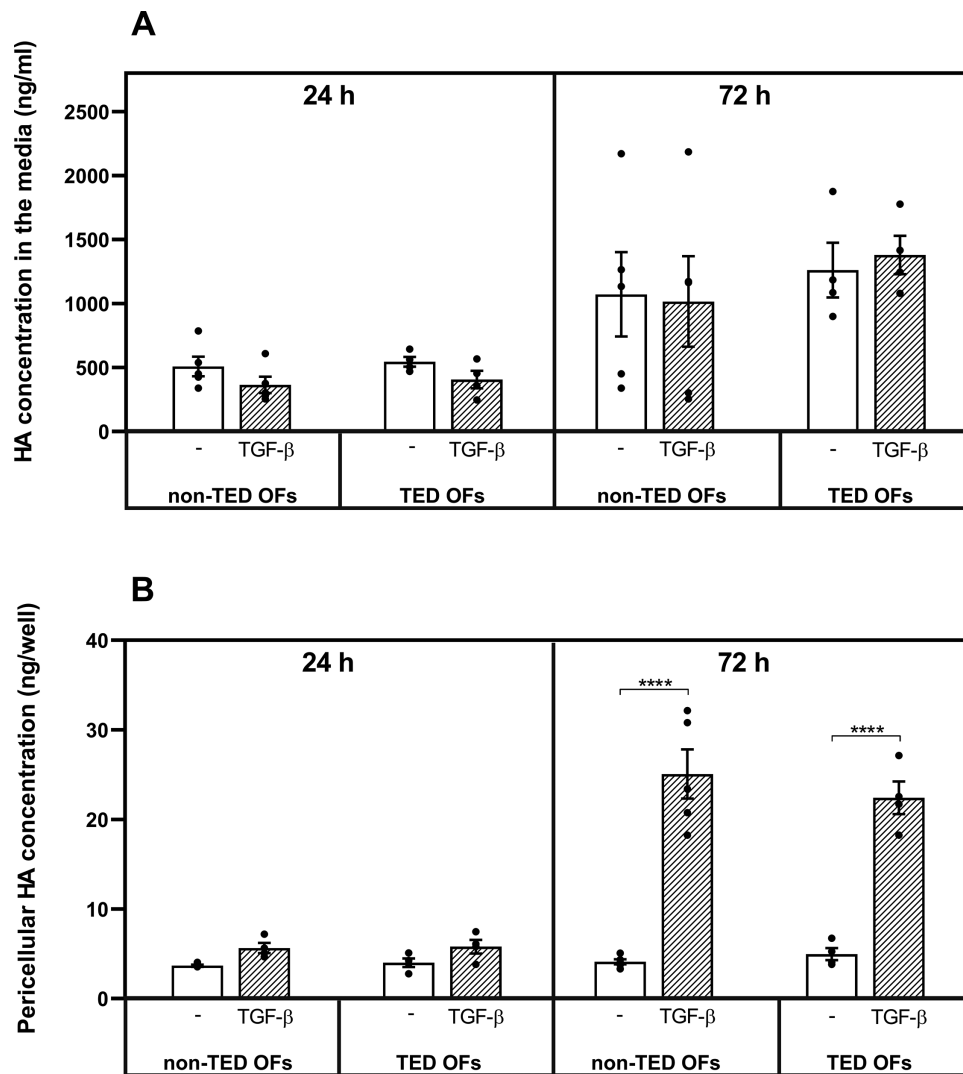 A
HA concentration in the media (ng/ml)
24 h
72 h
2500
2000
1500
1000
500
0
- TGF-β - TGF-β - TGF-β - TGF-β
non-TED OFs TED OFs non-TED OFs TED OFs
B
Pericellular HA concentration (ng/well)
24 h
72 h
40
30
20
10
0
****
****
- TGF-β - TGF-β - TGF-β - TGF-β
non-TED OFs TED OFs non-TED OFs TED OFs